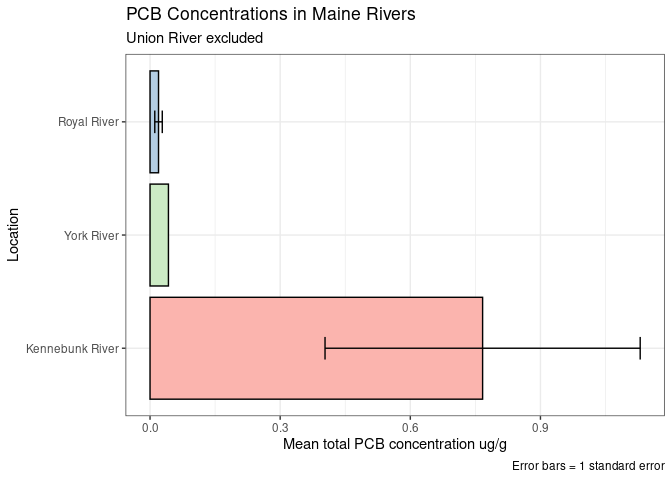 PCB Concentrations in Maine Rivers
Union River excluded
Royal River
York River
Kennebunk River
Location
0.0 0.3 0.6 0.9
Mean total PCB concentration ug/g
Error bars = 1 standard error